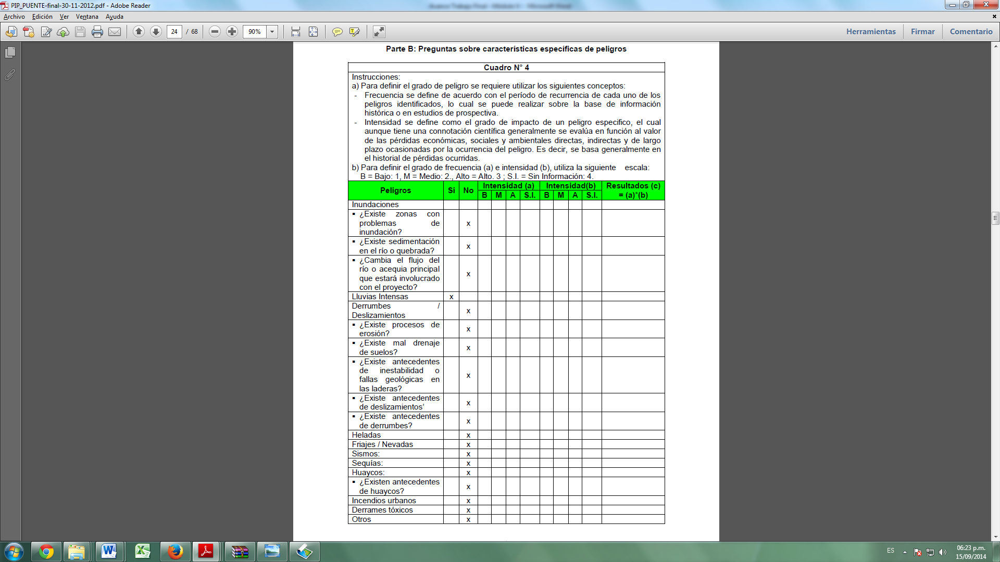 PIP_PUENTE-final-30-11-2012.pdf - Adobe Reader
Archivo Edición Ver Ventana Ayuda
24 / 68 90% Herramientas Firmar Comentario
Parte B: Preguntas sobre características específicas de peligros
Cuadro N° 4
Instrucciones:
a) Para definir el grado de peligro se requiere utilizar los siguientes conceptos:
- Frecuencia se define de acuerdo con el período de recurrencia de cada uno de los
peligros identificados, lo cual se puede realizar sobre la base de información
histórica o en estudios de prospectiva.
- Intensidad se define como el grado de impacto de un peligro especifico, el cual
aunque tiene una connotación científica generalmente se evalúa en función al valor
de las pérdidas económicas, sociales y ambientales directas, indirectas y de largo
plazo ocasionadas por la ocurrencia del peligro. Es decir, se basa generalmente en
el historial de pérdidas ocurridas.
b) Para definir el grado de frecuencia (a) e intensidad (b), utiliza la siguiente escala:
B = Bajo: 1, M = Medio: 2., Alto = Alto. 3 ; S.I. = Sin Información: 4.
Peligros Si No Intensidad (a) Intensidad(b) Resultados (c)
B M A S.I. B M A S.I. = (a)*(b)
Inundaciones
▪ ¿Existe zonas con
problemas de x
inundación?
▪ ¿Existe sedimentación
en el río o quebrada? x
▪ ¿Cambia el flujo del
río o acequia principal
que estará involucrado x
con el proyecto?
Lluvias Intensas x
Derrumbes /
Deslizamientos x
▪ ¿Existe procesos de
erosión? x
▪ ¿Existe mal drenaje
de suelos? x
▪ ¿Existe antecedentes
de inestabilidad o
fallas geológicas en x
las laderas?
▪ ¿Existe antecedentes
de deslizamientos' x
▪ ¿Existe antecedentes
de derrumbes? x
Heladas x
Friajes / Nevadas x
Sismos: x
Sequías: x
Huaycos: x
▪ ¿Existen antecedentes
de huaycos? x
Incendios urbanos x
Derrames tóxicos x
Otros x
ES 06:23 p.m.
15/09/2014